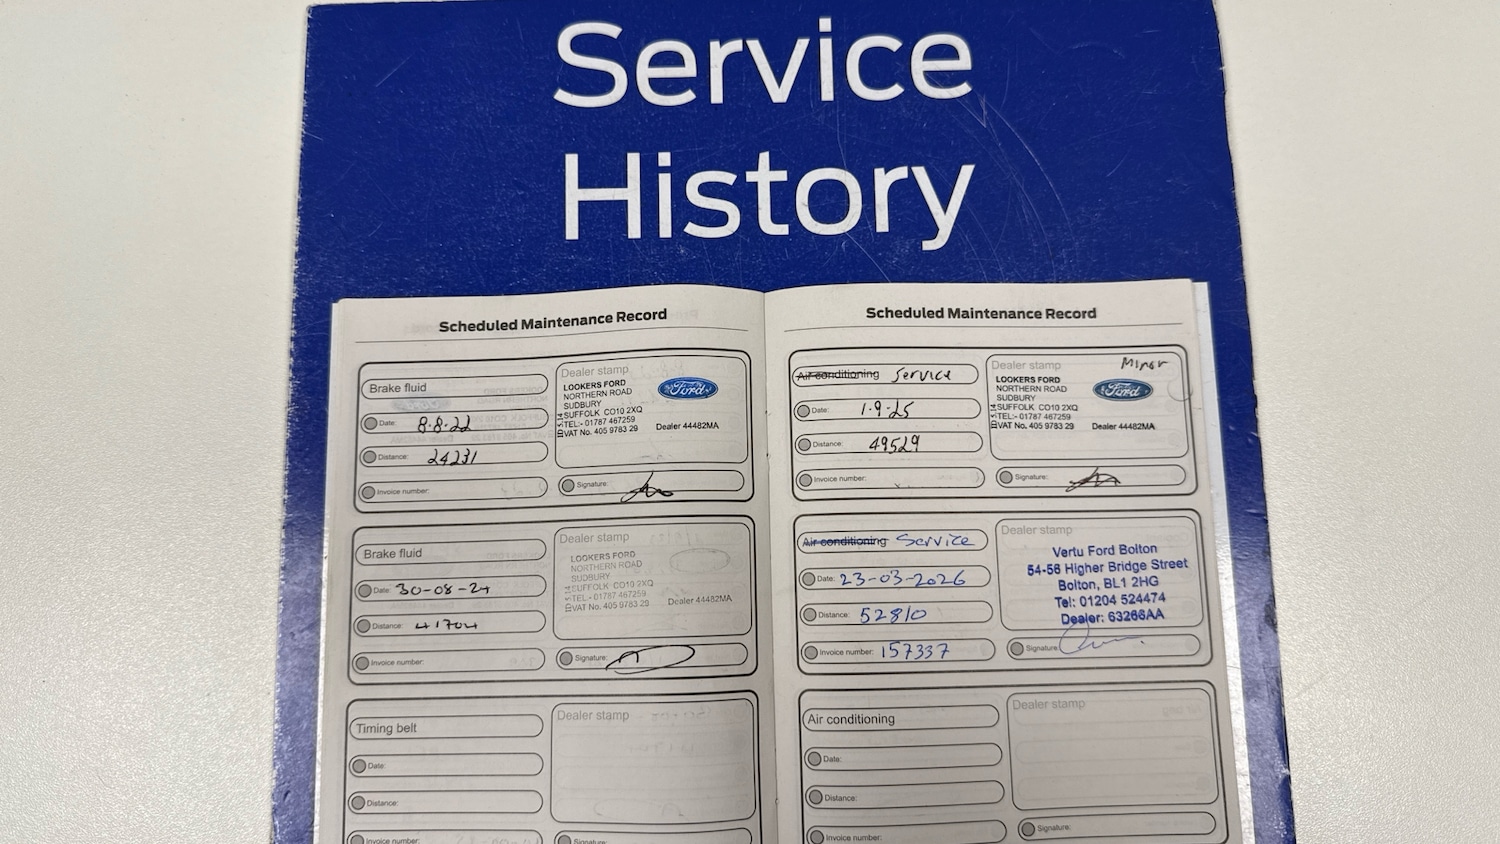 Service
History
Scheduled Maintenance Record
Brake fluid
Date: 8.8.22
Distance: 24231
Invoice number:
Dealer stamp
LOOKERS FORD
NORTHERN ROAD
SUDBURY
SUFFOLK CO10 2XQ
TEL:- 01787 467259
VAT No. 405 9783 29
Ford
Dealer 44482MA
Signature:
Brake fluid
Date: 30-08-24
Distance: 41704
Invoice number:
Dealer stamp
LOOKERS FORD
NORTHERN ROAD
SUDBURY
SUFFOLK CO10 2XQ
TEL:- 01787 467259
VAT No. 405 9783 29
Dealer 44482MA
Signature:
Timing belt
Date:
Distance:
Invoice number:
Dealer stamp
Signature:
Scheduled Maintenance Record
Air conditioning Service
Date: 1.9.25
Distance: 49529
Invoice number:
Dealer stamp
Minor
LOOKERS FORD
NORTHERN ROAD
SUDBURY
SUFFOLK CO10 2XQ
TEL:- 01787 467259
VAT No. 405 9783 29
Ford
Dealer 44482MA
Signature:
Air conditioning Service
Date: 23-03-2026
Distance: 52810
Invoice number: 157337
Dealer stamp
Vertu Ford Bolton
54-56 Higher Bridge Street
Bolton, BL1 2HG
Tel: 01204 524474
Dealer: 63266AA
Signature:
Air conditioning
Date:
Distance:
Invoice number:
Dealer stamp
Signature: